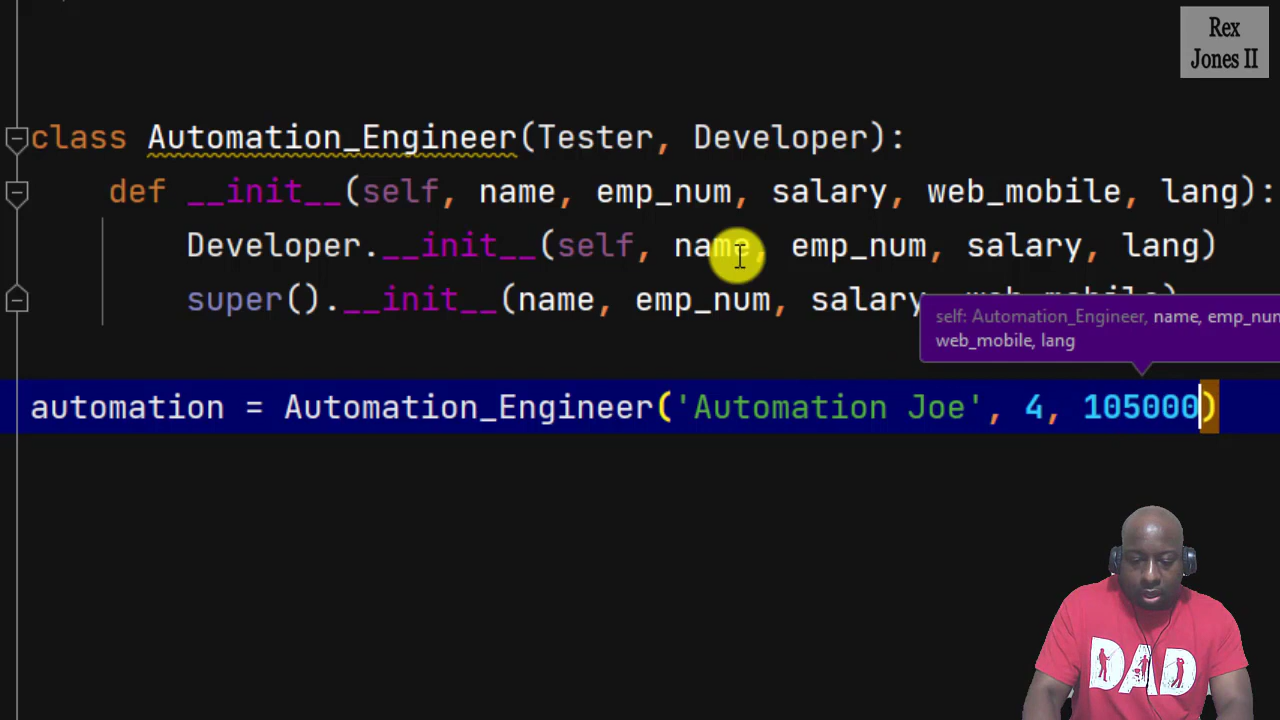 Rex
Jones II
class Automation_Engineer(Tester, Developer):
def __init__(self, name, emp_num, salary, web_mobile, lang):
Developer.__init__(self, name, emp_num, salary, lang)
super().__init__(name, emp_num, salary, web_mobile)
self: Automation_Engineer, name, emp_num
web_mobile, lang
automation = Automation_Engineer('Automation Joe', 4, 105000)
DAD